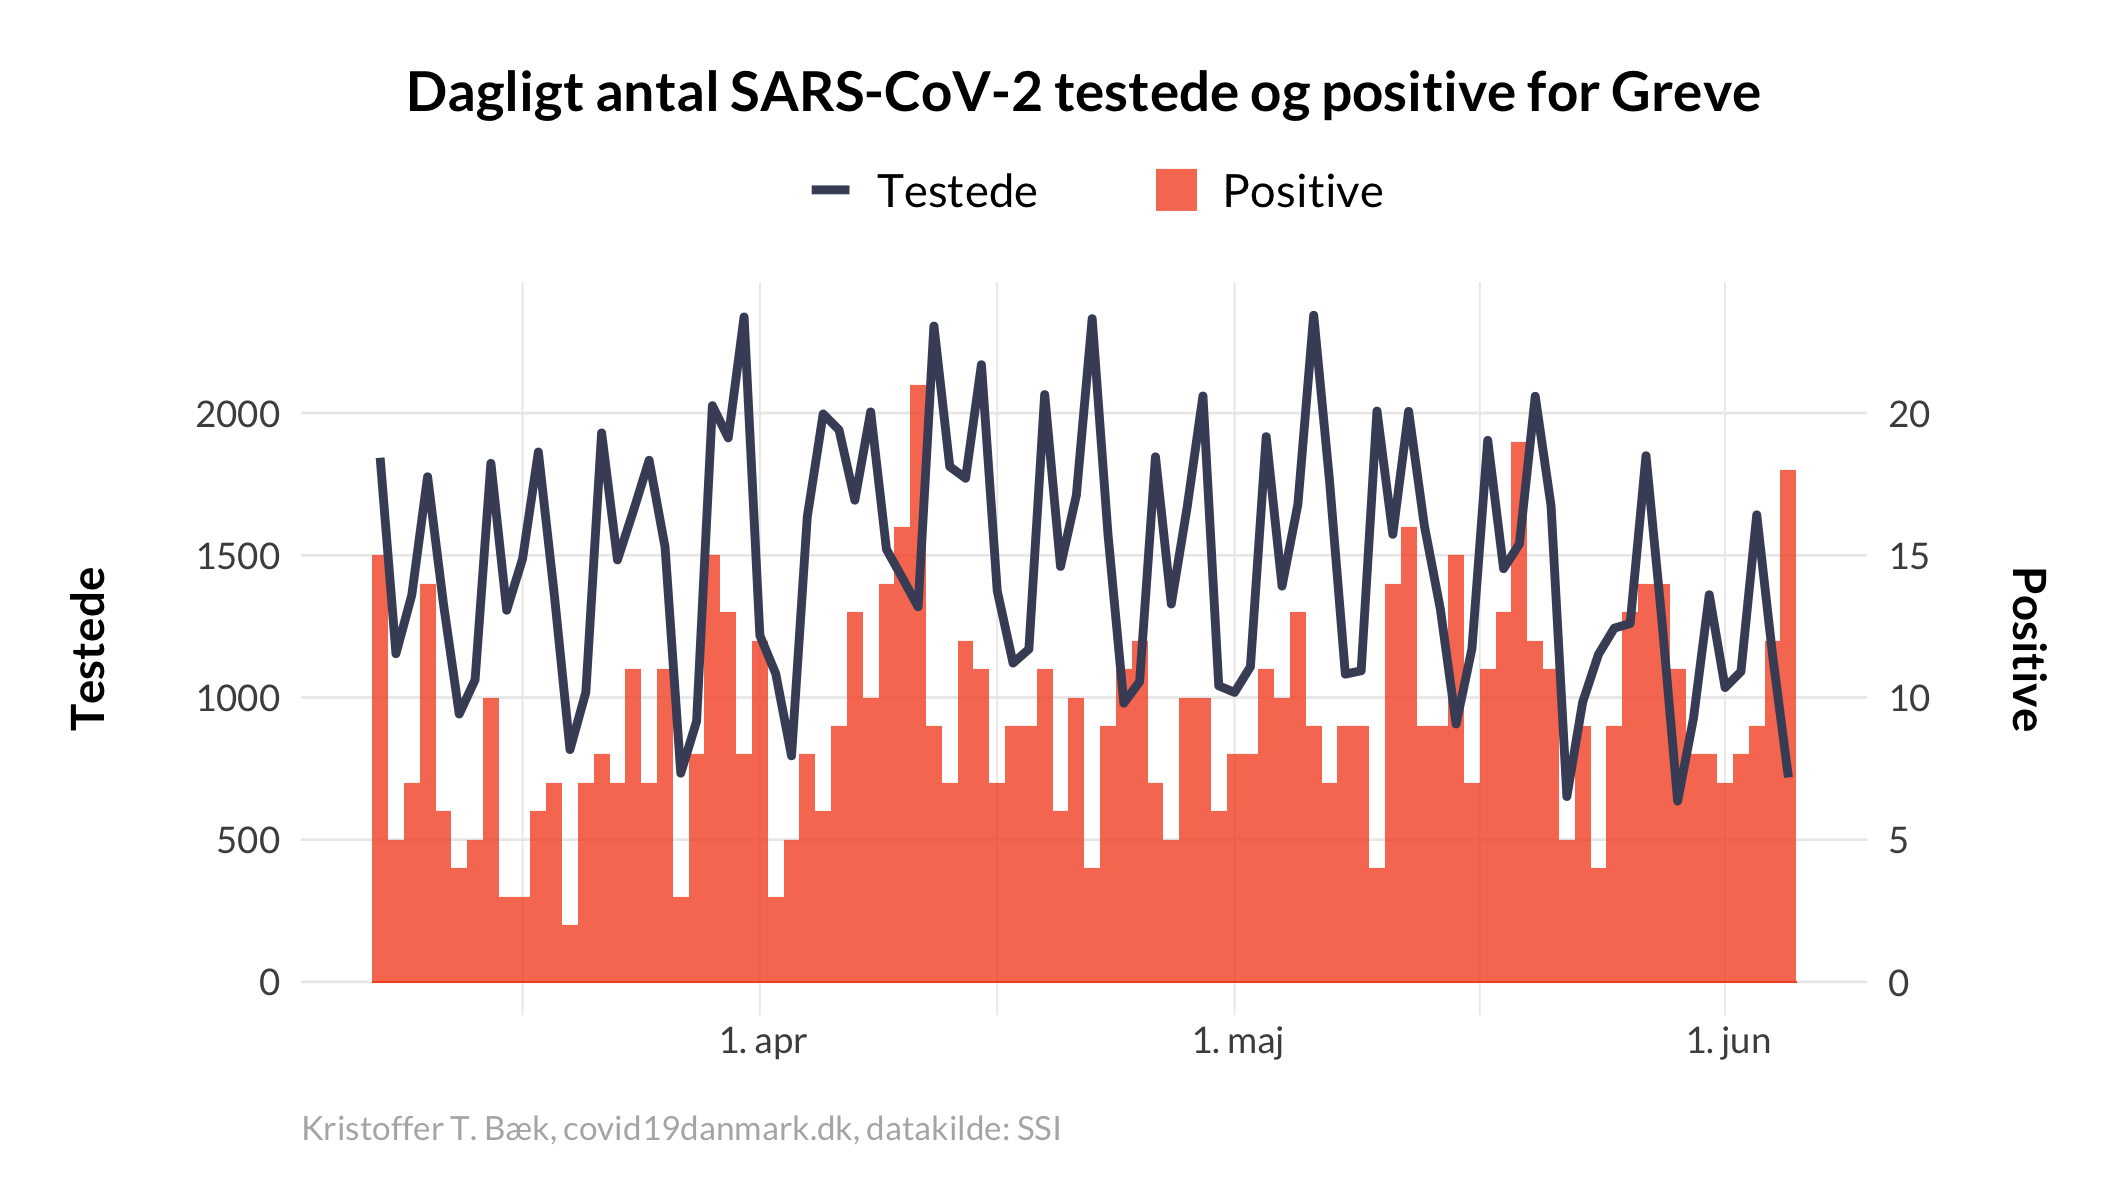 Dagligt antal SARS-CoV-2 testede og positive for Greve
Testede
Positive
Testede
2000
1500
1000
500
0
20
15
10
5
0
Positive
1. apr
1. maj
1. jun
Kristoffer T. Bæk, covid19danmark.dk, datakilde: SSI